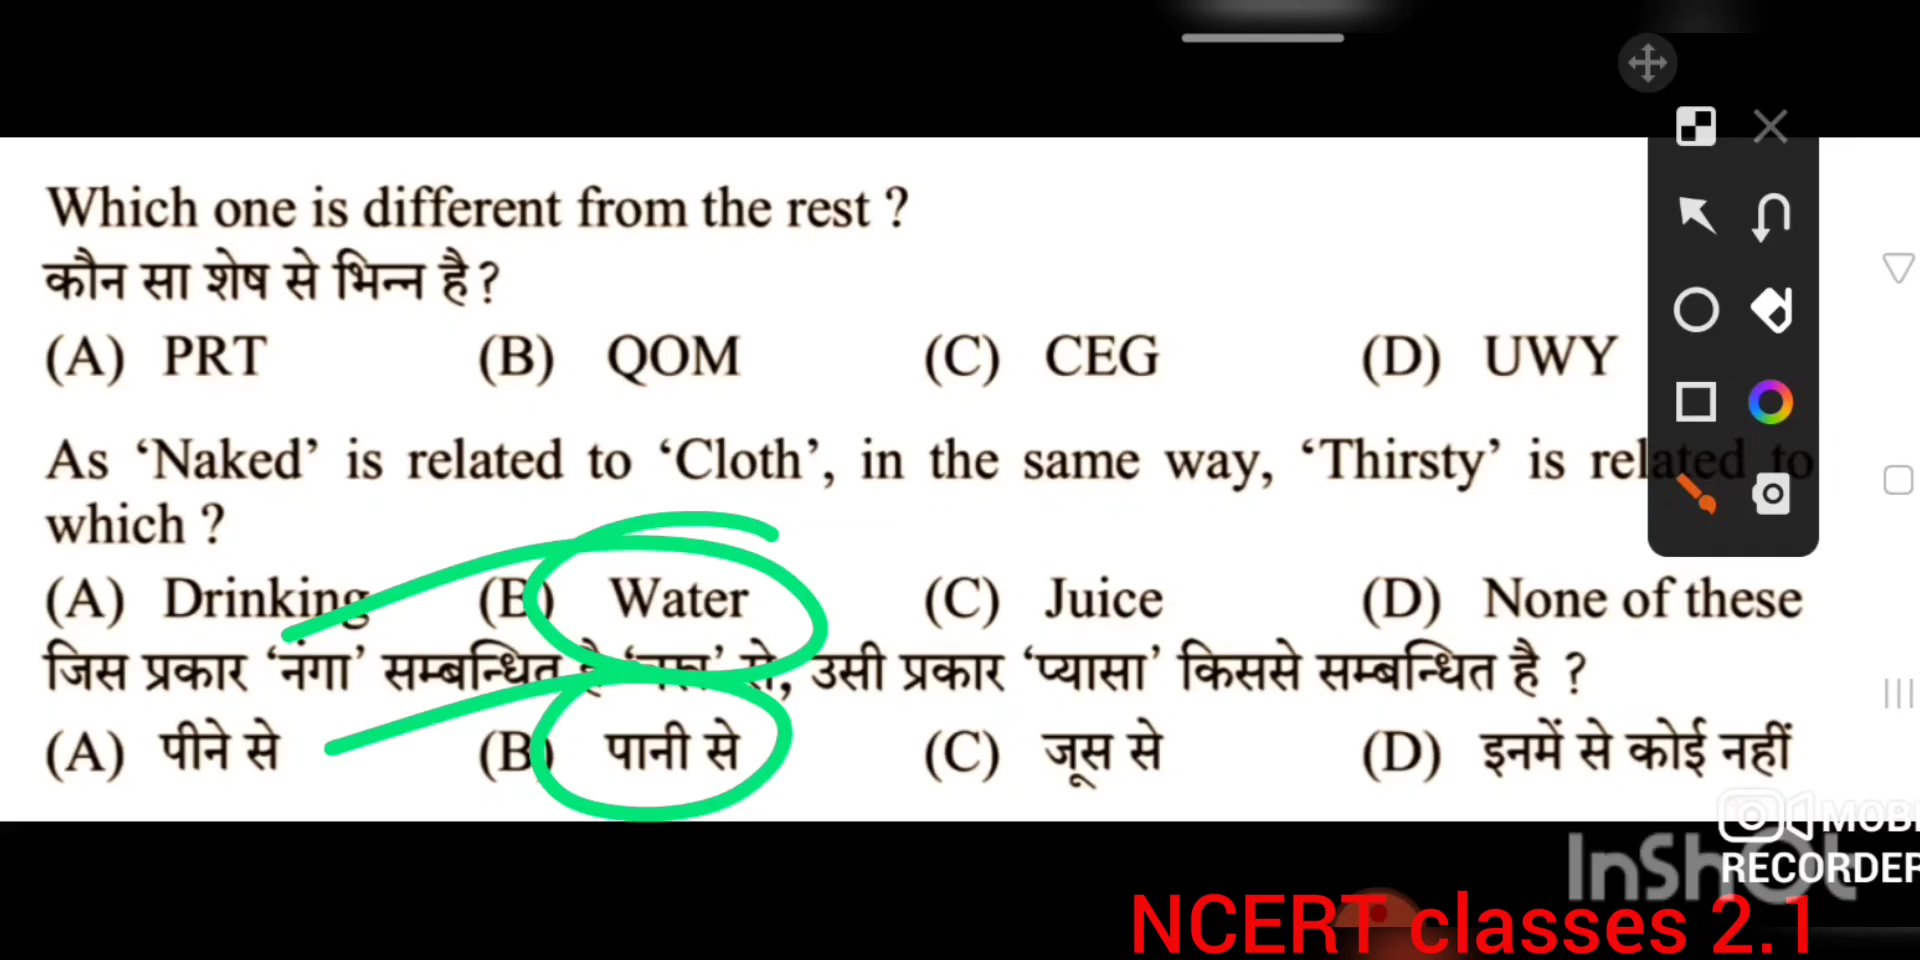 Which one is different from the rest ?
कौन सा शेष से भिन्न है ?
(A) PRT (B) QOM (C) CEG (D) UWY
As ‘Naked’ is related to ‘Cloth’, in the same way, ‘Thirsty’ is related to
which ?
(A) Drinking (B) Water (C) Juice (D) None of these
जिस प्रकार ‘नंगा’ सम्बन्धित है से, उसी प्रकार ‘प्यासा’ किससे सम्बन्धित है ?
(A) पीने से (B) पानी से (C) जूस से (D) इनमें से कोई नहीं
MOBI
RECORDER
InShot
NCERT classes 2.1